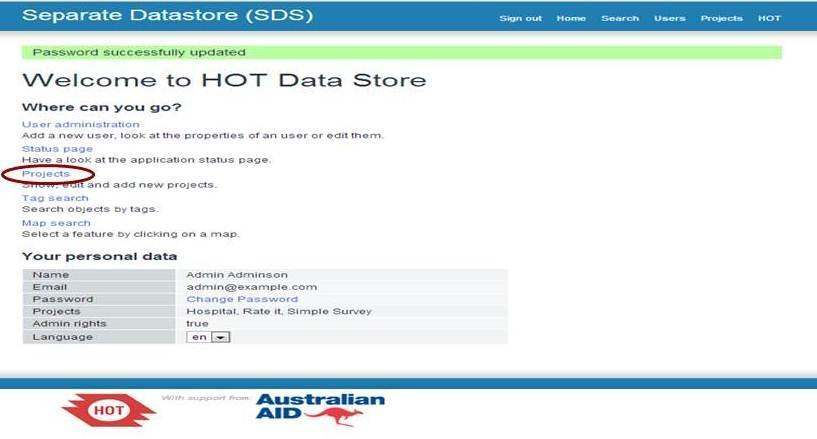 Separate Datastore (SDS)
Sign out Home Search Users Projects HOT
Password successfully updated
Welcome to HOT Data Store
Where can you go?
User administration
Add a new user, look at the properties of an user or edit them.
Status page
Have a look at the application status page.
Projects
Show, edit and add new projects.
Tag search
Search objects by tags.
Map search
Select a feature by clicking on a map.
Your personal data
Name Admin Adminson
Email admin@example.com
Password Change Password
Projects Hospital, Rate it, Simple Survey
Admin rights true
Language en
HOT
With support from:
Australian
AID